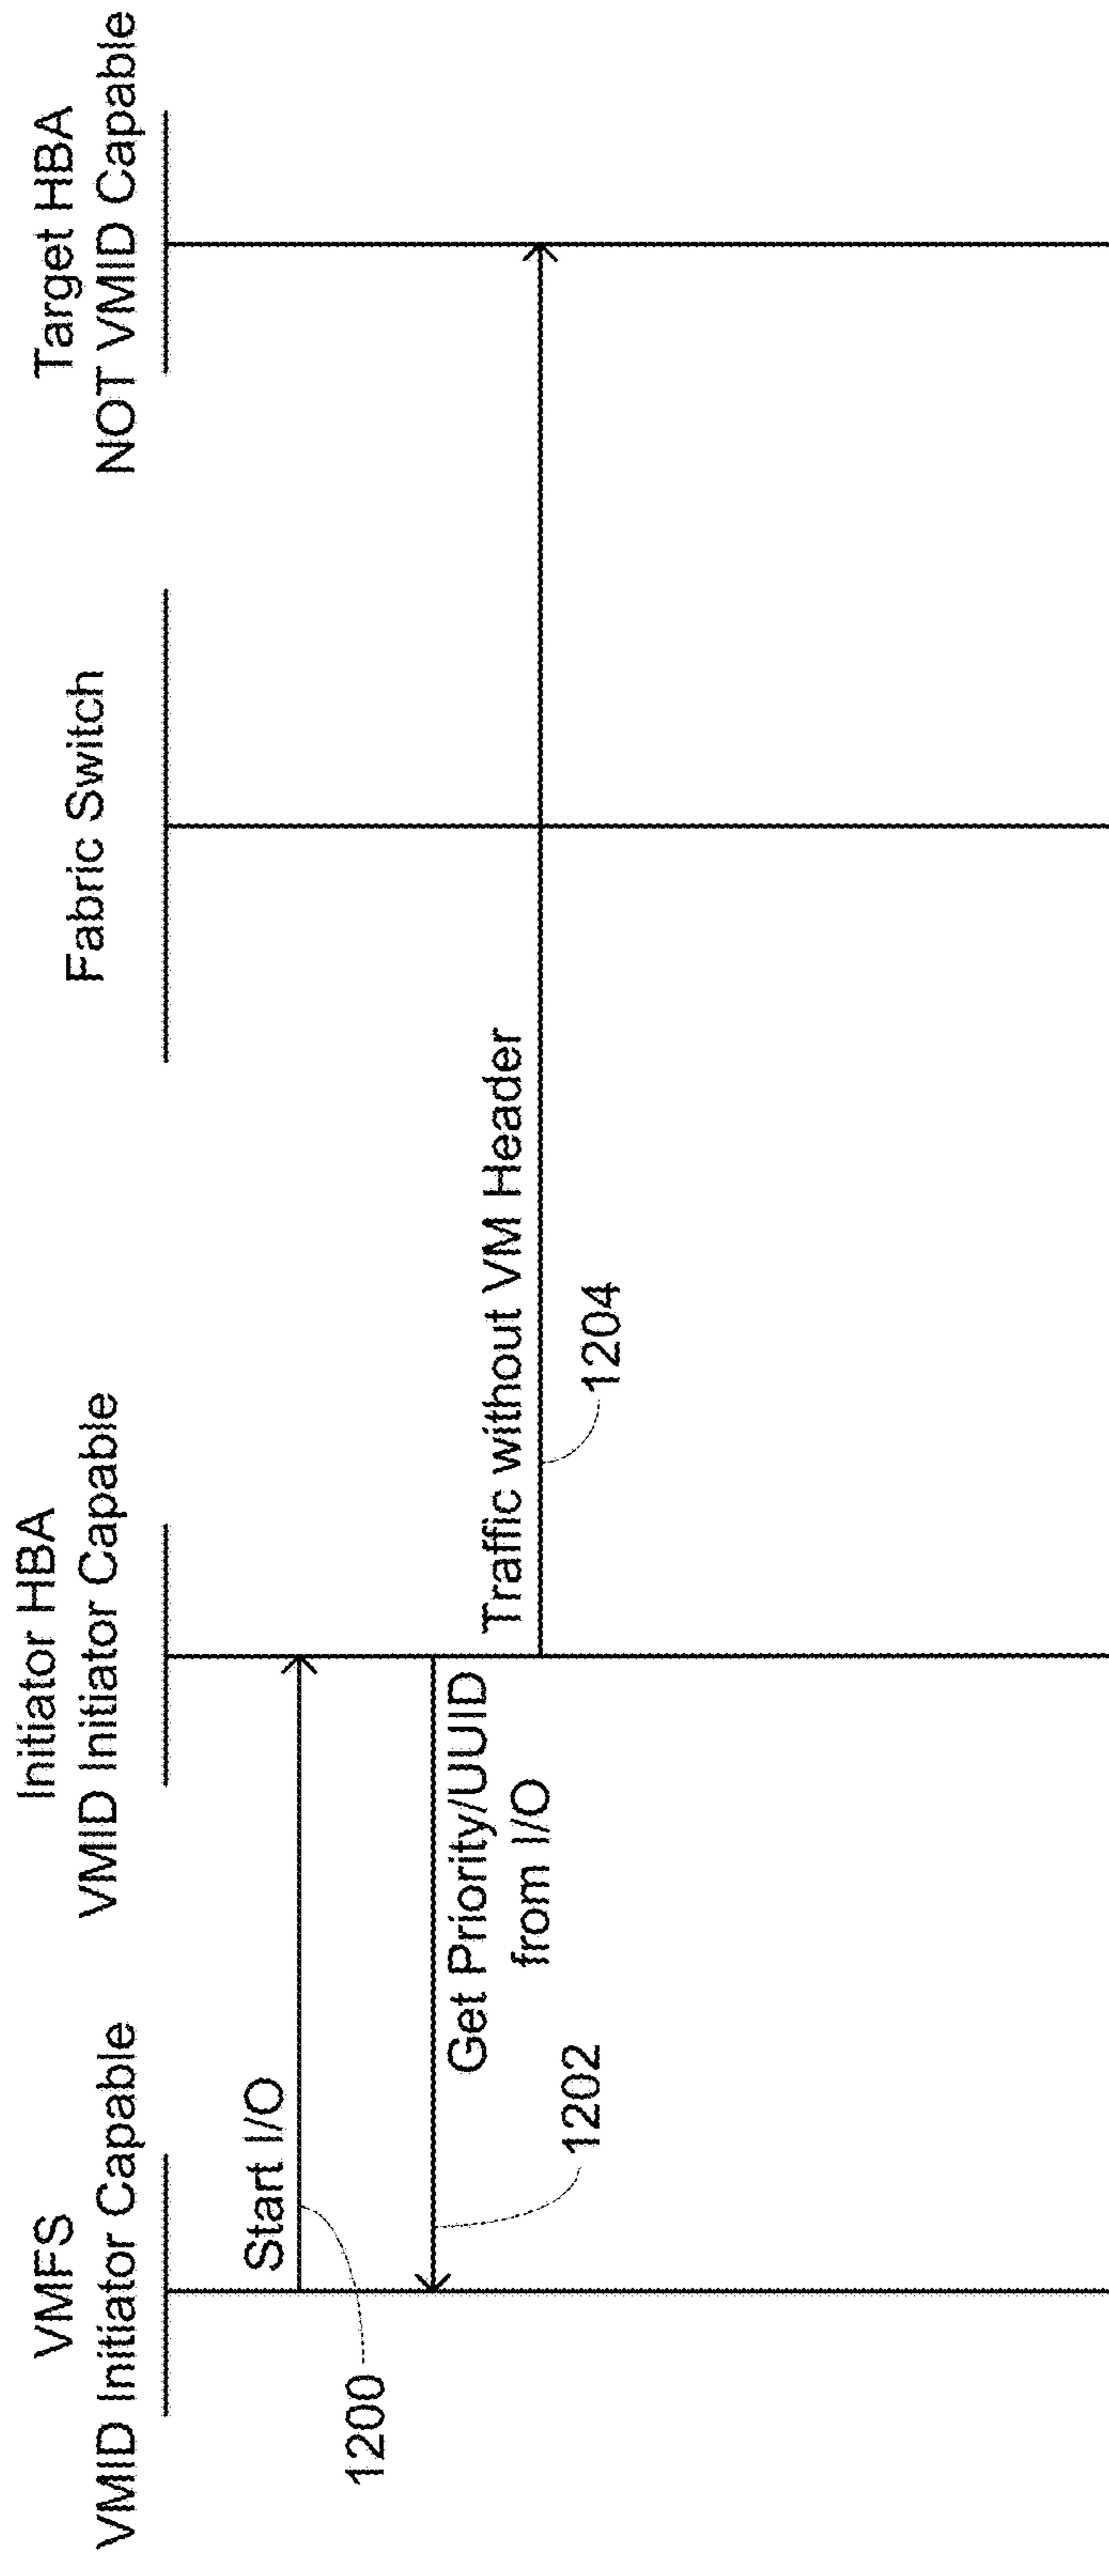 VMFS
VMID Initiator Capable
Initiator HBA
VMID Initiator Capable
Fabric Switch
Target HBA
NOT VMID Capable
Start I/O
1200
Get Priority/UUID
from I/O
1202
Traffic without VM Header
1204